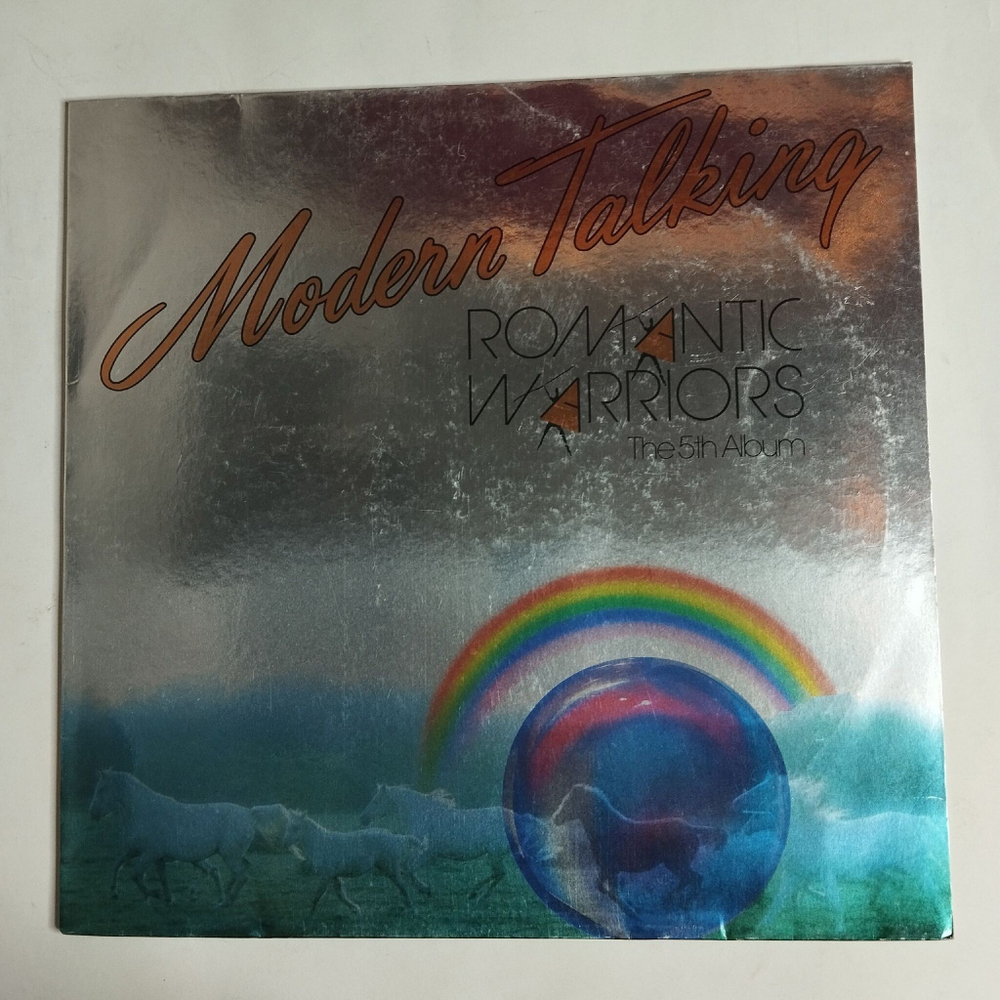 Modern Talking
ROMANTIC
WARRIORS
The 5th Album